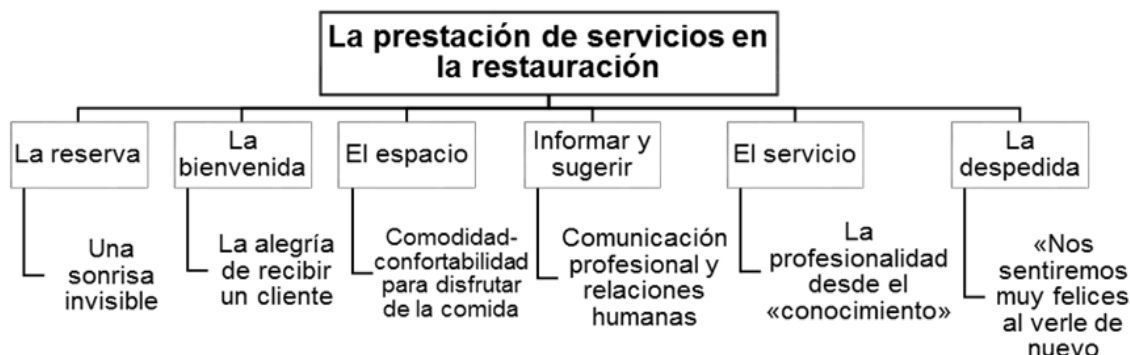 La prestación de servicios en
la restauración
La reserva
La
bienvenida
El espacio
Informar y
sugerir
El servicio
La
despedida
Una
sonrisa
invisible
La alegría
de recibir
un cliente
Comodidad-
confortabilidad
para disfrutar
de la comida
Comunicación
profesional y
relaciones
humanas
La
profesionalidad
desde el
«conocimiento»
«Nos
sentiremos
muy felices
al verle de
nuevo